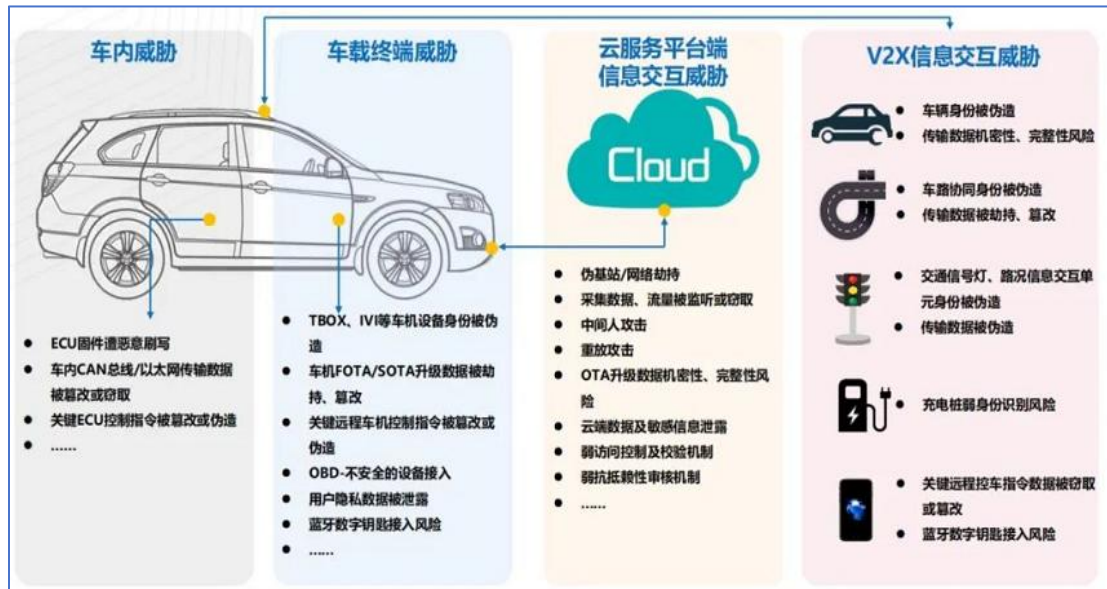 车内威胁
ECU固件遭恶意刷写
车内CAN总线/以太网传输数据
被篡改或窃取
关键ECU控制指令被篡改或伪造
......
车载终端威胁
TBOX、IVI等车机设备身份被伪
造
车机FOTA/SOTA升级数据被劫
持、篡改
关键远程车机控制指令被篡改或
伪造
OBD-不安全的设备接入
用户隐私数据被泄露
蓝牙数字钥匙接入风险
......
云服务平台端
信息交互威胁
Cloud
伪基站/网络劫持
采集数据、流量被监听或窃取
中间人攻击
重放攻击
OTA升级数据机密性、完整性风
险
云端数据及敏感信息泄露
弱访问控制及校验机制
弱抗抵赖性审核机制
......
V2X信息交互威胁
车辆身份被伪造
传输数据机密性、完整性风险
车路协同身份被伪造
传输数据被劫持、篡改
交通信号灯、路况信息交互单
元身份被伪造
传输数据被伪造
充电桩弱身份识别风险
关键远程控车指令数据被窃取
或篡改
蓝牙数字钥匙接入风险